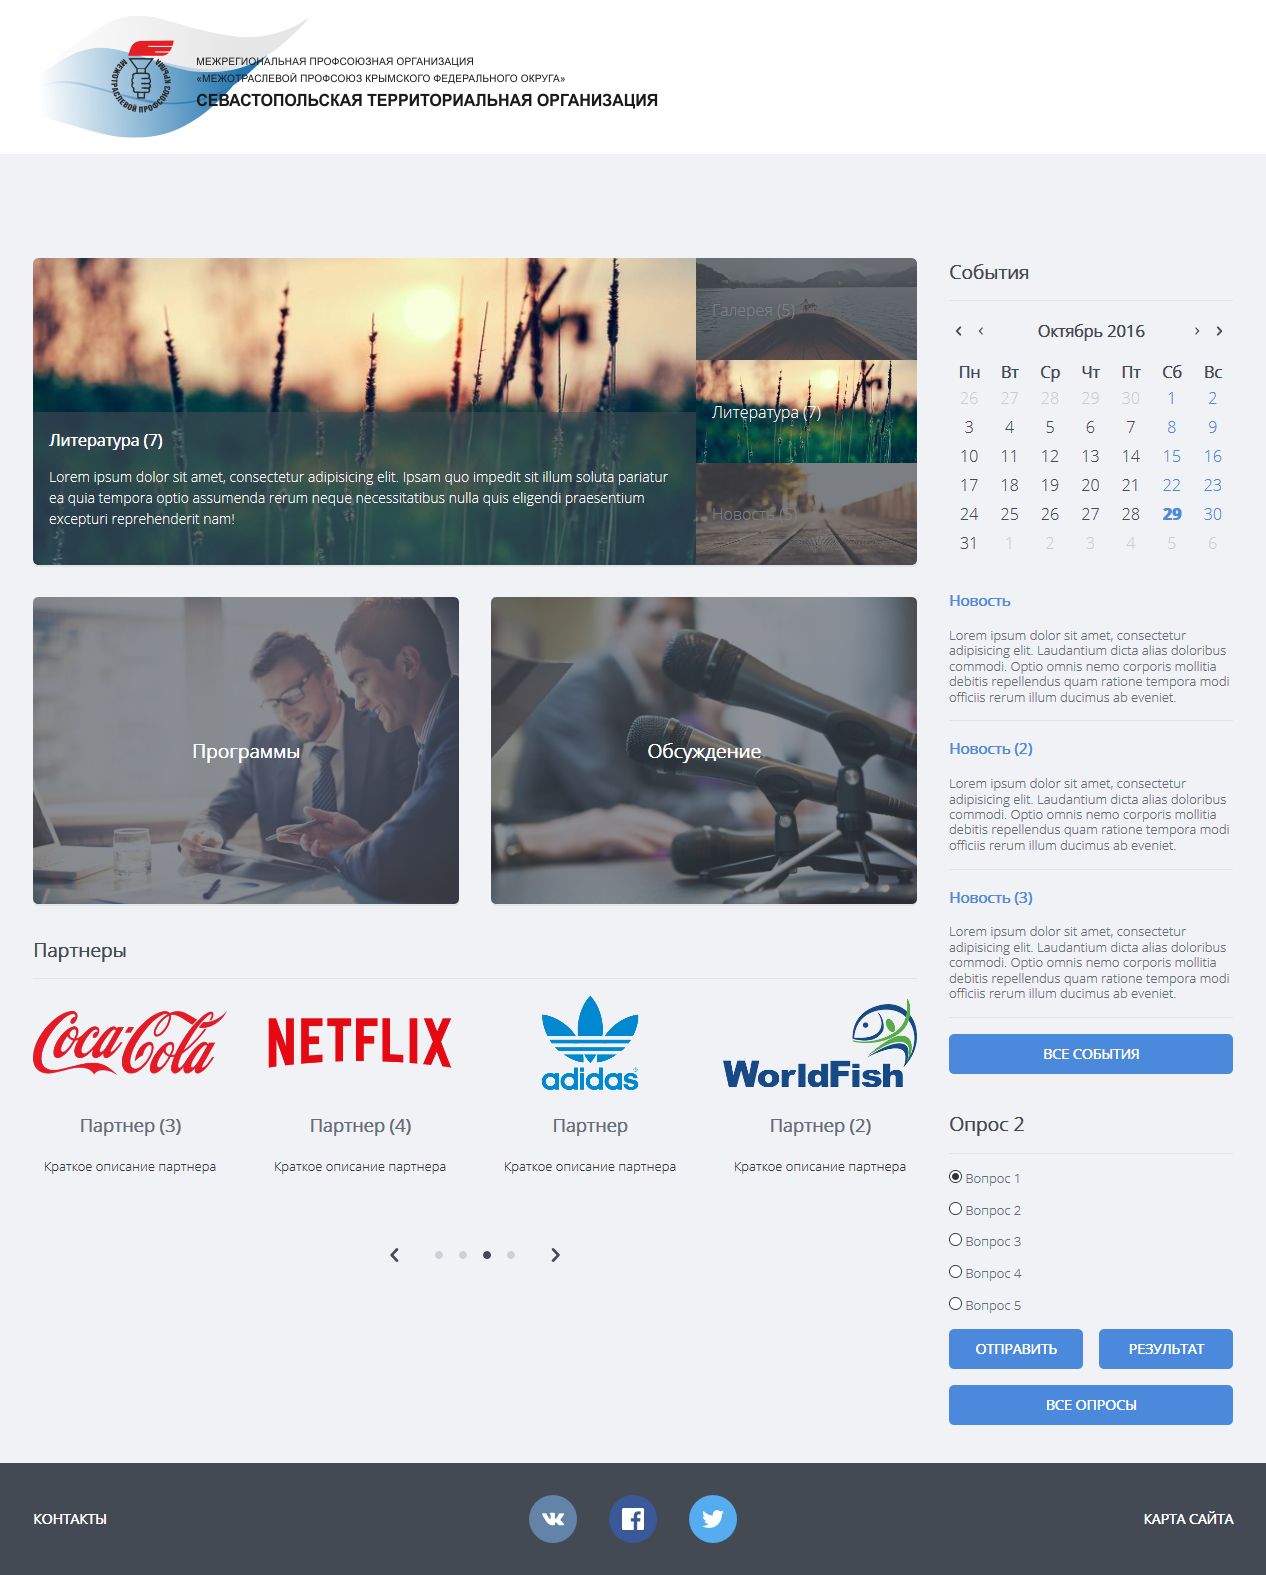 МЕЖОТРАСЛЕВОЙ ПРОФСОЮЗ КРЫМА
МЕЖРЕГИОНАЛЬНАЯ ПРОФСОЮЗНАЯ ОРГАНИЗАЦИЯ
«МЕЖОТРАСЛЕВОЙ ПРОФСОЮЗ КРЫМСКОГО ФЕДЕРАЛЬНОГО ОКРУГА»
СЕВАСТОПОЛЬСКАЯ ТЕРРИТОРИАЛЬНАЯ ОРГАНИЗАЦИЯ
Литература (7)
Lorem ipsum dolor sit amet, consectetur adipisicing elit. Ipsam quo impedit sit illum soluta pariatur
ea quia tempora optio assumenda rerum neque necessitatibus nulla quis eligendi praesentium
excepturi reprehenderit nam!
Галерея (5)
Литература (7)
Новость (5)
Программы
Обсуждение
Партнеры
Coca-Cola
NETFLIX
adidas
WorldFish
Партнер (3)
Партнер (4)
Партнер
Партнер (2)
Краткое описание партнера
Краткое описание партнера
Краткое описание партнера
Краткое описание партнера
События
‹ ‹ Октябрь 2016 › ›
Пн Вт Ср Чт Пт Сб Вс
26 27 28 29 30 1 2
3 4 5 6 7 8 9
10 11 12 13 14 15 16
17 18 19 20 21 22 23
24 25 26 27 28 29 30
31 1 2 3 4 5 6
Новость
Lorem ipsum dolor sit amet, consectetur
adipisicing elit. Laudantium dicta alias doloribus
commodi. Optio omnis nemo corporis mollitia
debitis repellendus quam ratione tempora modi
officiis rerum illum ducimus ab eveniet.
Новость (2)
Lorem ipsum dolor sit amet, consectetur
adipisicing elit. Laudantium dicta alias doloribus
commodi. Optio omnis nemo corporis mollitia
debitis repellendus quam ratione tempora modi
officiis rerum illum ducimus ab eveniet.
Новость (3)
Lorem ipsum dolor sit amet, consectetur
adipisicing elit. Laudantium dicta alias doloribus
commodi. Optio omnis nemo corporis mollitia
debitis repellendus quam ratione tempora modi
officiis rerum illum ducimus ab eveniet.
ВСЕ СОБЫТИЯ
Опрос 2
Вопрос 1
Вопрос 2
Вопрос 3
Вопрос 4
Вопрос 5
ОТПРАВИТЬ
РЕЗУЛЬТАТ
ВСЕ ОПРОСЫ
КОНТАКТЫ
КАРТА САЙТА